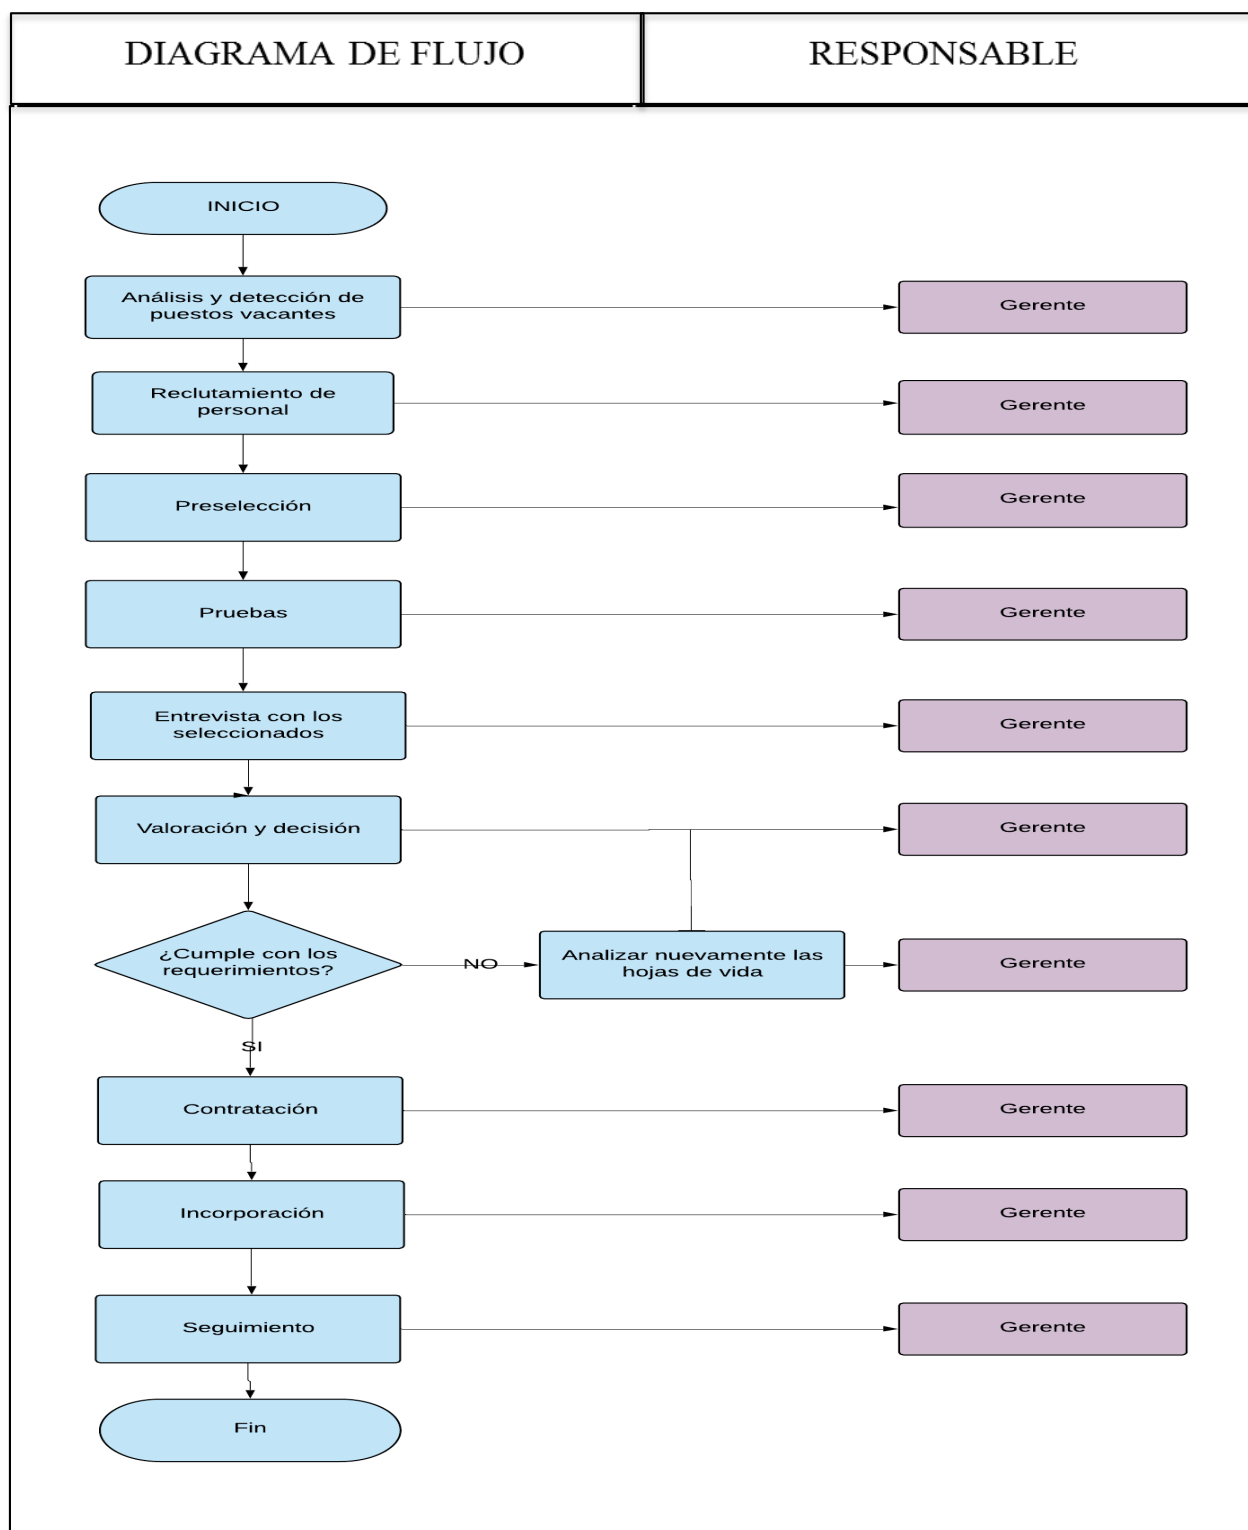 DIAGRAMA DE FLUJO
RESPONSABLE
INICIO
Análisis y detección de
puestos vacantes
Gerente
Reclutamiento de
personal
Gerente
Preselección
Gerente
Pruebas
Gerente
Entrevista con los
seleccionados
Gerente
Valoración y decisión
Gerente
¿Cumple con los
requerimientos?
NO
Analizar nuevamente las
hojas de vida
Gerente
SI
Contratación
Gerente
Incorporación
Gerente
Seguimiento
Gerente
Fin